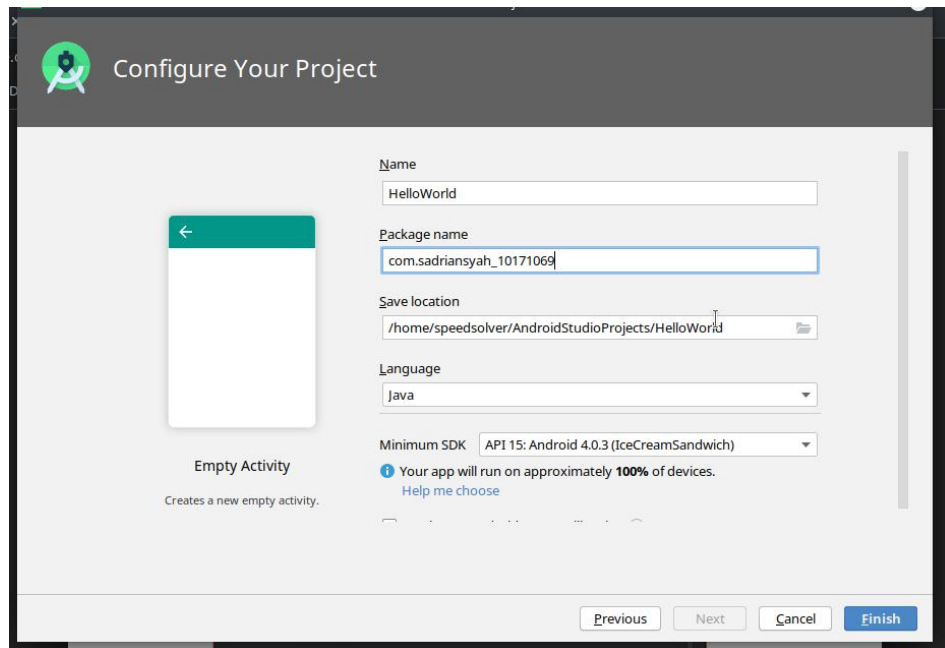 Configure Your Project
Name
HelloWorld
Package name
com.sadriansyah_10171069
Save location
/home/speedsolver/AndroidStudioProjects/HelloWorld
Language
Java
Minimum SDK API 15: Android 4.0.3 (IceCreamSandwich)
Your app will run on approximately 100% of devices.
Help me choose
Empty Activity
Creates a new empty activity.
Previous Next Cancel Finish